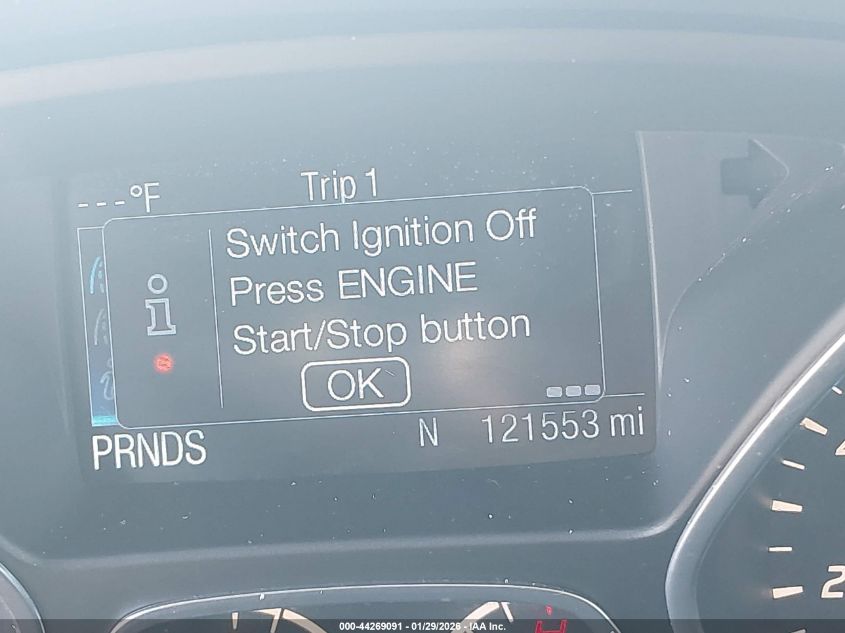 ---°F Trip 1
Switch Ignition Off
i Press ENGINE
Start/Stop button
OK
PRNDS N 121553 mi
2
H
000-44269091 - 01/29/2026 - IAA Inc.